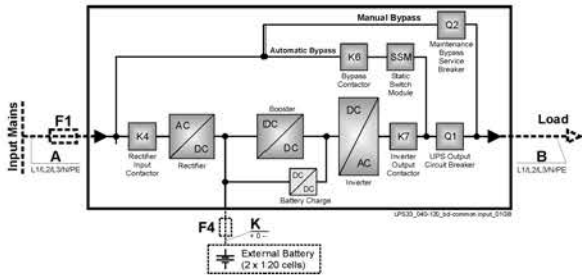 Manual Bypass
Q2
Maintenance
Bypass
Service
Breaker
Automatic Bypass
K6
SSM
Bypass
Contactor
Static
Switch
Module
Input Mains
F1
A
L1/L2/L3/N/PE
K4
Rectifier
Input
Contactor
AC
DC
Rectifier
Booster
DC
DC
DC
AC
Inverter
K7
Inverter
Output
Contactor
Q1
UPS Output
Circuit Breaker
Load
B
L1/L2/L3/N/PE
DC
DC
Battery Charge
F4
K
+ 0 -
External Battery
(2 x 120 cells)